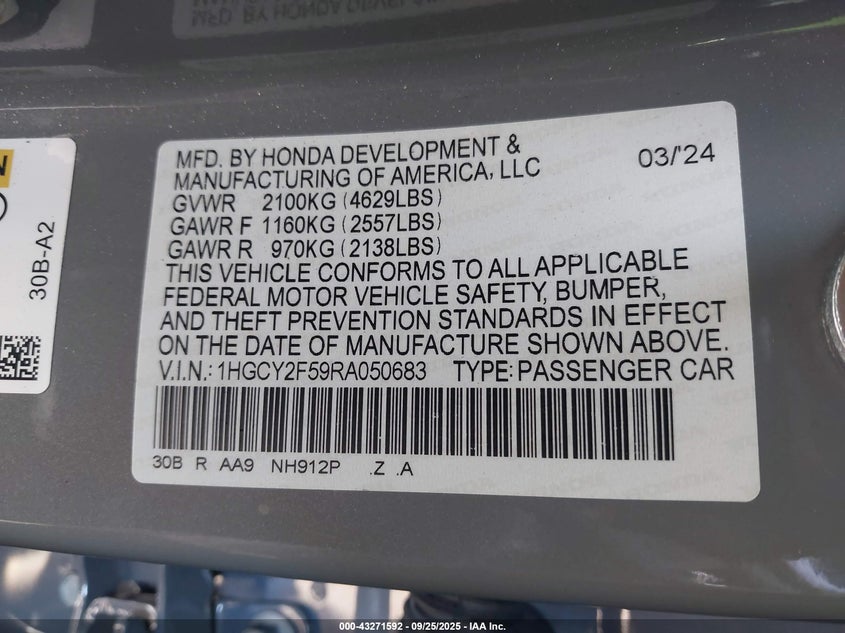 MFD. BY HONDA
30B-A2
MFD. BY HONDA DEVELOPMENT & 03/'24
MANUFACTURING OF AMERICA, LLC
GVWR 2100KG (4629LBS)
GAWR F 1160KG (2557LBS)
GAWR R 970KG (2138LBS)
THIS VEHICLE CONFORMS TO ALL APPLICABLE
FEDERAL MOTOR VEHICLE SAFETY, BUMPER,
AND THEFT PREVENTION STANDARDS IN EFFECT
ON THE DATE OF MANUFACTURE SHOWN ABOVE.
V.I.N.: 1HGCY2F59RA050683 TYPE: PASSENGER CAR
30B R AA9 NH912P .Z .A
000-43271592 - 09/25/2025 - IAA Inc.